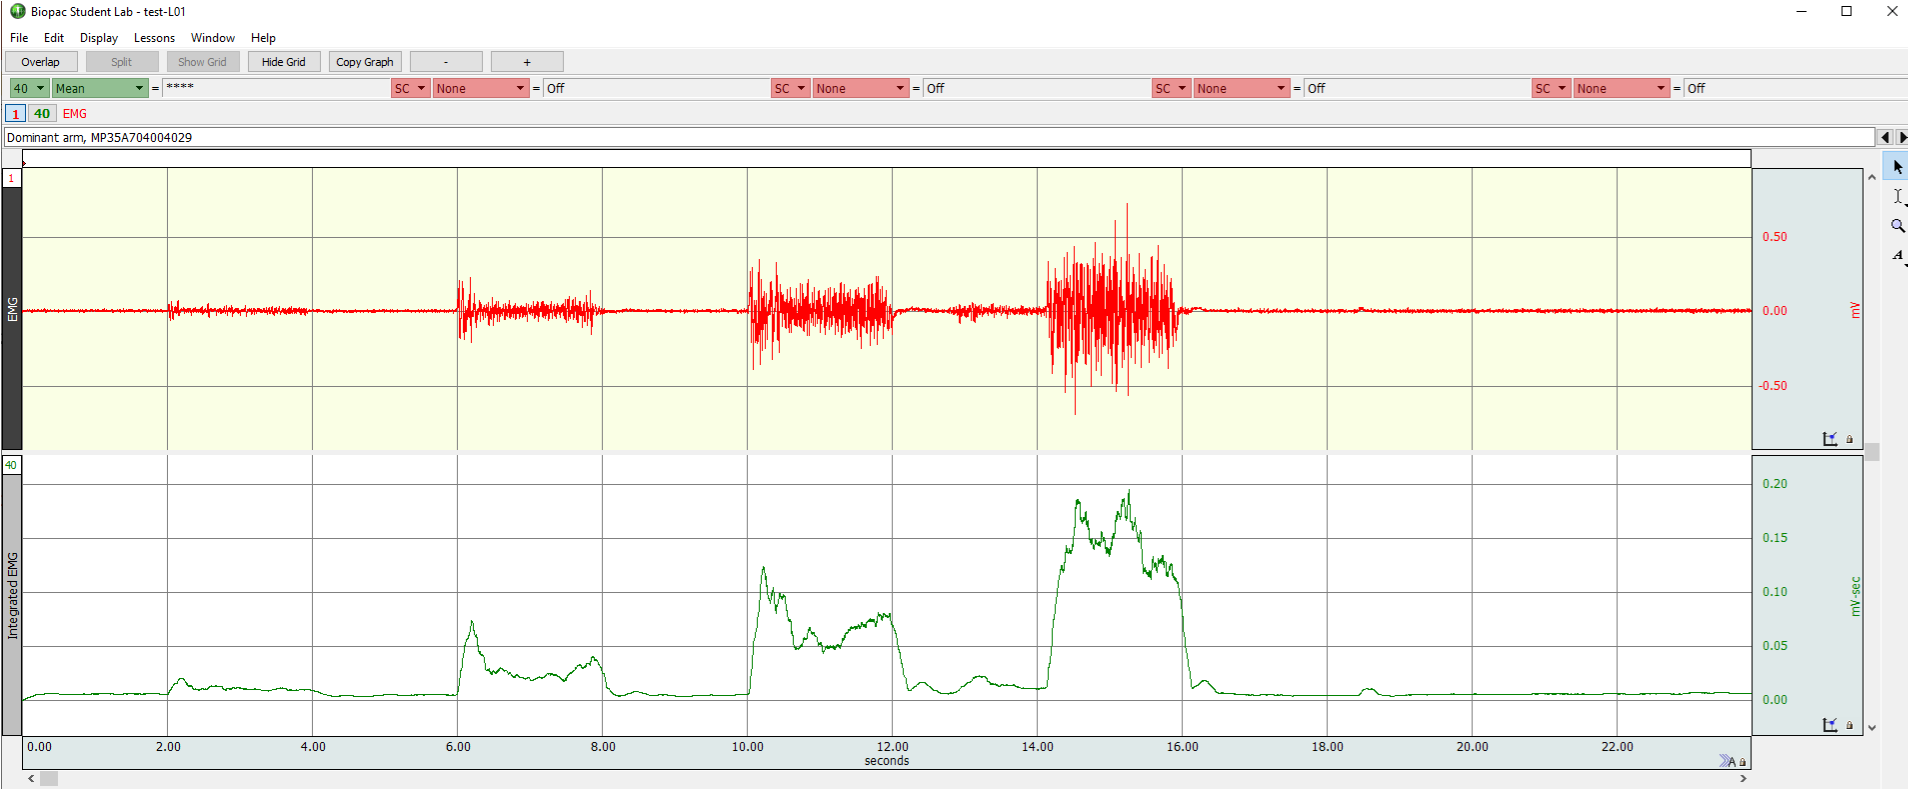 Biopac Student Lab - test-L01
File Edit Display Lessons Window Help
Overlap Split Show Grid Hide Grid Copy Graph - +
40 Mean = **** SC None = Off SC None = Off SC None = Off SC None = Off
1 40 EMG
Dominant arm, MP35A704004029
1
EMG
0.50
0.00
-0.50
mV
40
Integrated EMG
0.20
0.15
0.10
0.05
0.00
mV-sec
0.00 2.00 4.00 6.00 8.00 10.00 12.00 14.00 16.00 18.00 20.00 22.00
seconds
A